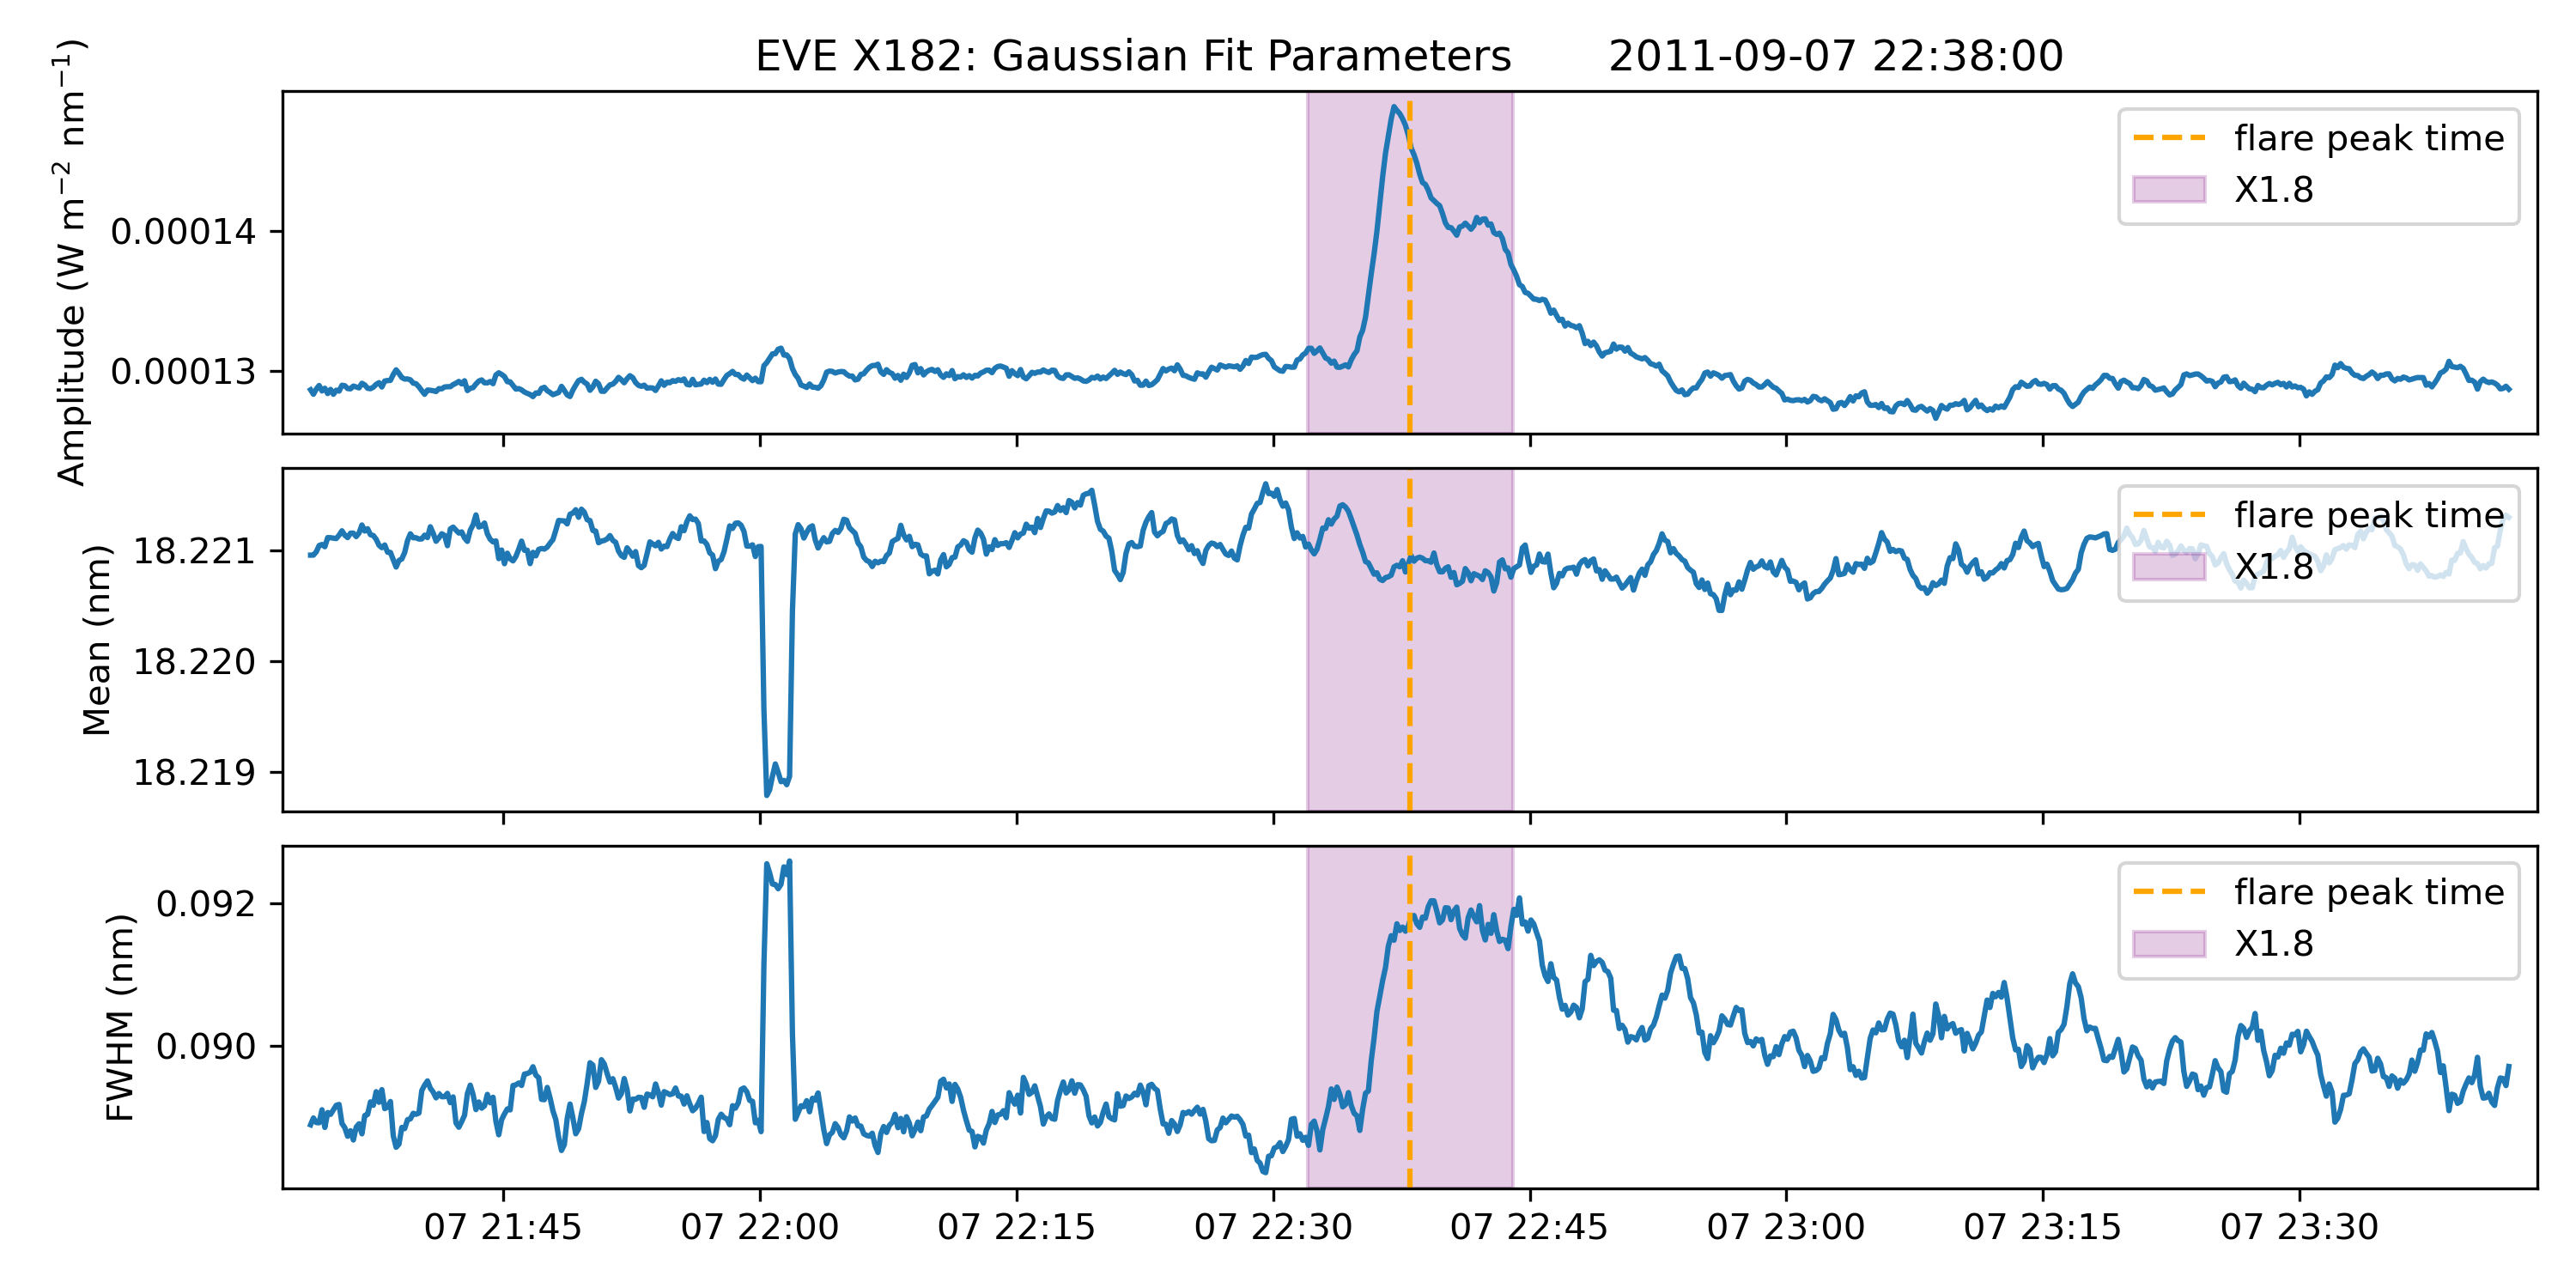 EVE X182: Gaussian Fit Parameters 2011-09-07 22:38:00
Amplitude (W m⁻² nm⁻¹)
0.00014
0.00013
flare peak time
X1.8
Mean (nm)
18.221
18.220
18.219
flare peak time
X1.8
FWHM (nm)
0.092
0.090
flare peak time
X1.8
07 21:45 07 22:00 07 22:15 07 22:30 07 22:45 07 23:00 07 23:15 07 23:30